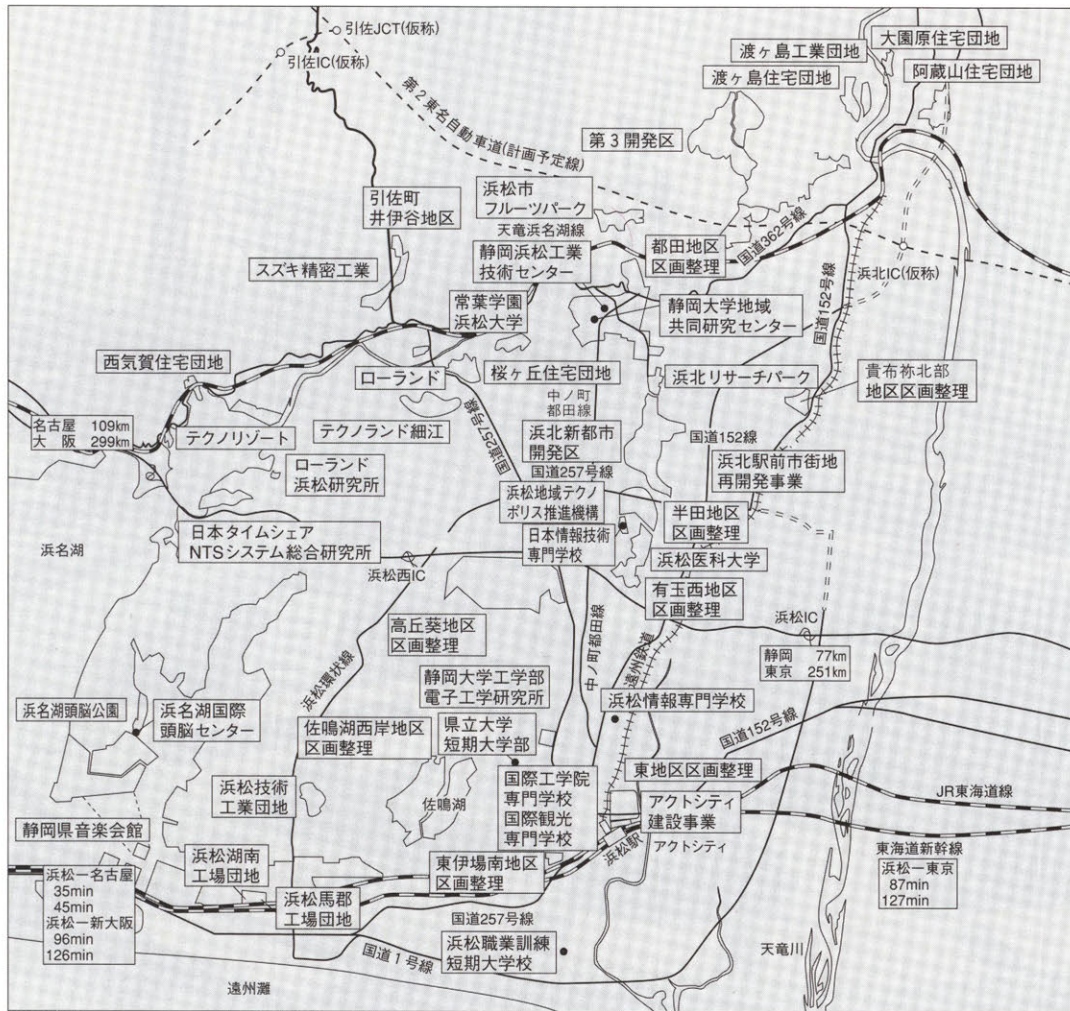 引佐JCT(仮称)
引佐IC(仮称)
第2東名自動車道(計画予定線)
渡ヶ島工業団地
大園原住宅団地
渡ヶ島住宅団地
阿蔵山住宅団地
第3開発区
引佐町
井伊谷地区
浜松市
フルーツパーク
天竜浜名湖線
静岡浜松工業
技術センター
都田地区
区画整理
国道362号線
浜北IC(仮称)
スズキ精密工業
常葉学園
浜松大学
静岡大学地域
共同研究センター
国道152号線
西気賀住宅団地
ローランド
桜ヶ丘住宅団地
浜北リサーチパーク
貴布祢北部
地区区画整理
名古屋 109km
大 阪 299km
テクノリゾート
テクノランド細江
国道257号線
中ノ町
都田線
浜北新都市
開発区
国道152線
浜北駅前市街地
再開発事業
ローランド
浜松研究所
国道257号線
浜松地域テクノ
ポリス推進機構
半田地区
区画整理
浜名湖
日本タイムシェア
NTSシステム総合研究所
日本情報技術
専門学校
浜松医科大学
浜松西IC
有玉西地区
区画整理
浜松IC
高丘葵地区
区画整理
静岡 77km
東京 251km
浜松環状線
中ノ町都田線
遠州鉄道
静岡大学工学部
電子工学研究所
浜松情報専門学校
浜名湖頭脳公園
浜名湖国際
頭脳センター
佐鳴湖西岸地区
区画整理
県立大学
短期大学部
国道152号線
東地区区画整理
浜松技術
工業団地
佐鳴湖
国際工学院
専門学校
国際観光
専門学校
アクトシティ
建設事業
JR東海道線
静岡県音楽会館
浜松駅
アクトシティ
東海道新幹線
浜松湖南
工場団地
東伊場南地区
区画整理
浜松ー名古屋
35min
45min
浜松ー新大阪
96min
126min
浜松ー東京
87min
127min
浜松馬郡
工場団地
国道257号線
国道1号線
浜松職業訓練
短期大学校
天竜川
遠州灘